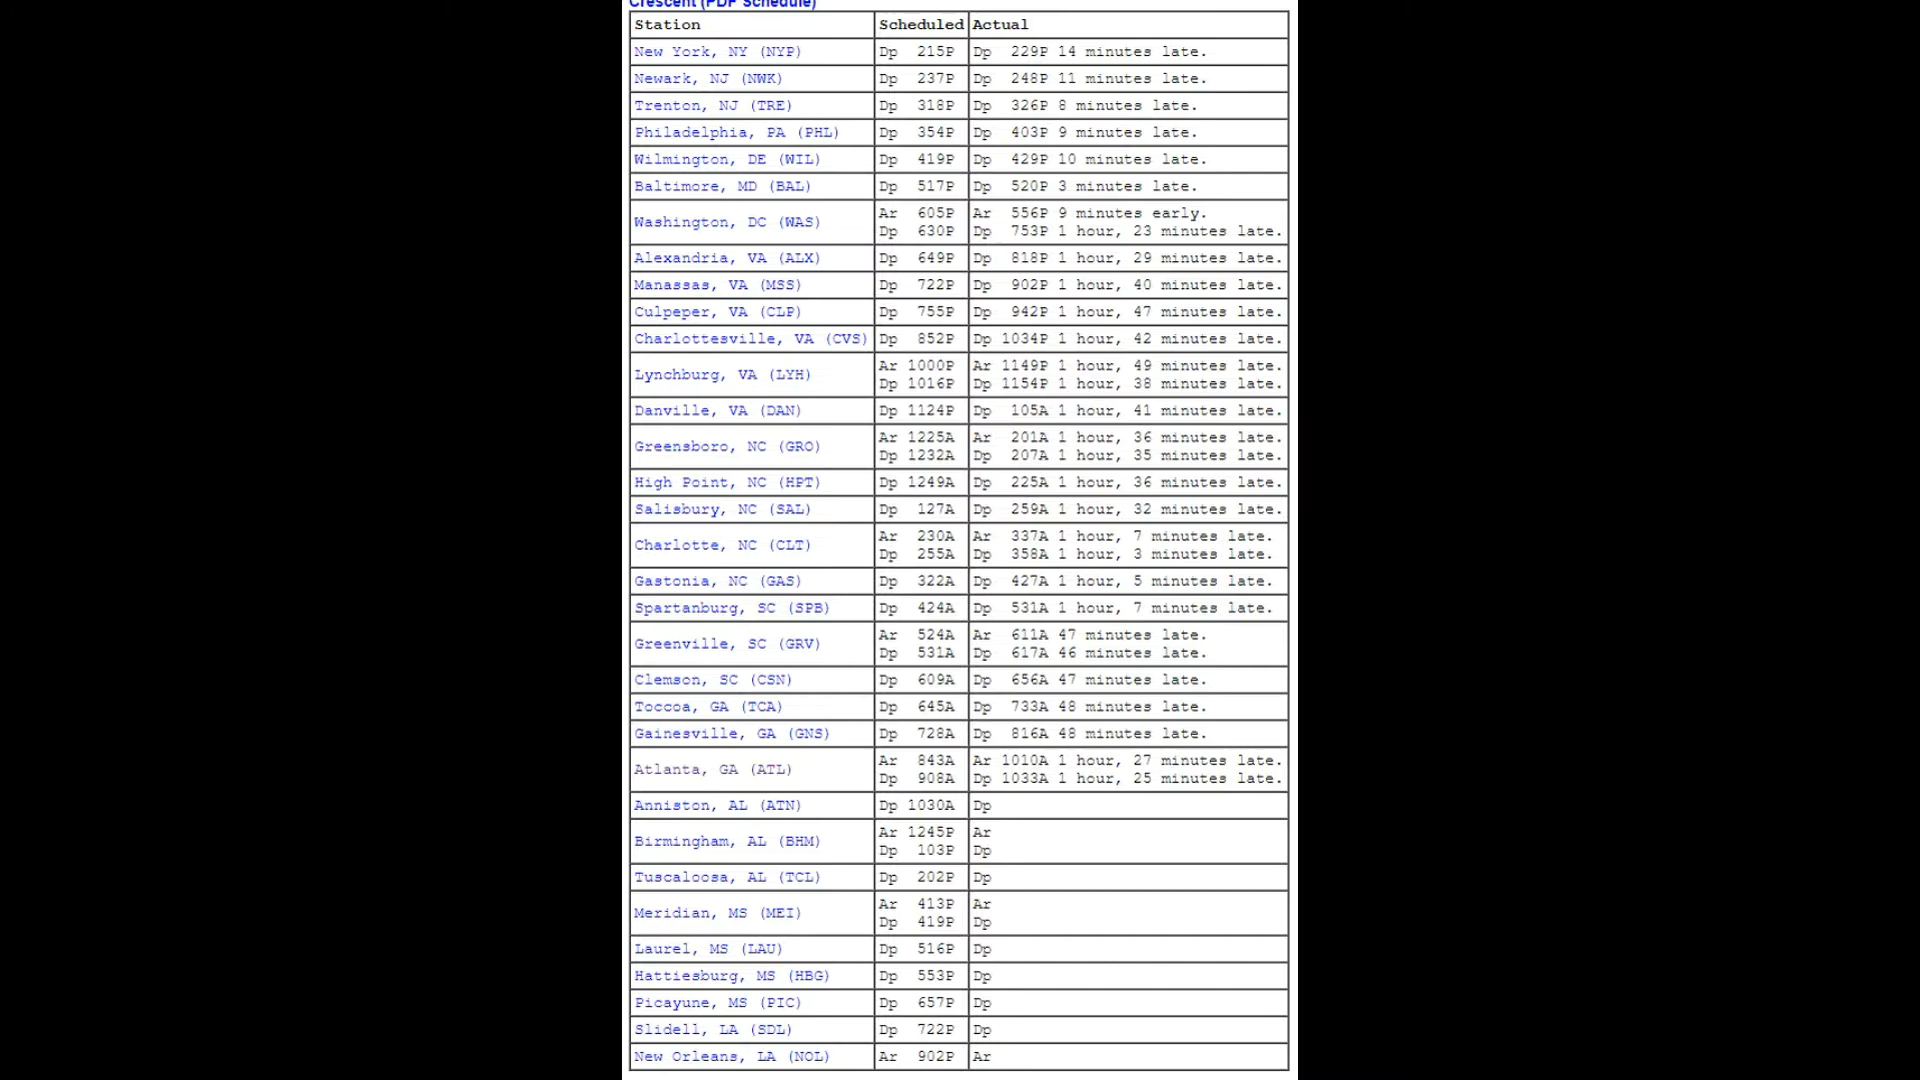 Crescent (PDF Schedule)
Station Scheduled Actual
New York, NY (NYP) Dp 215P Dp 229P 14 minutes late.
Newark, NJ (NWK) Dp 237P Dp 248P 11 minutes late.
Trenton, NJ (TRE) Dp 318P Dp 326P 8 minutes late.
Philadelphia, PA (PHL) Dp 354P Dp 403P 9 minutes late.
Wilmington, DE (WIL) Dp 419P Dp 429P 10 minutes late.
Baltimore, MD (BAL) Dp 517P Dp 520P 3 minutes late.
Washington, DC (WAS) Ar 605P Ar 556P 9 minutes early.
Dp 630P Dp 753P 1 hour, 23 minutes late.
Alexandria, VA (ALX) Dp 649P Dp 818P 1 hour, 29 minutes late.
Manassas, VA (MSS) Dp 722P Dp 902P 1 hour, 40 minutes late.
Culpeper, VA (CLP) Dp 755P Dp 942P 1 hour, 47 minutes late.
Charlottesville, VA (CVS) Dp 852P Dp 1034P 1 hour, 42 minutes late.
Lynchburg, VA (LYH) Ar 1000P Ar 1149P 1 hour, 49 minutes late.
Dp 1016P Dp 1154P 1 hour, 38 minutes late.
Danville, VA (DAN) Dp 1124P Dp 105A 1 hour, 41 minutes late.
Greensboro, NC (GRO) Ar 1225A Ar 201A 1 hour, 36 minutes late.
Dp 1232A Dp 207A 1 hour, 35 minutes late.
High Point, NC (HPT) Dp 1249A Dp 225A 1 hour, 36 minutes late.
Salisbury, NC (SAL) Dp 127A Dp 259A 1 hour, 32 minutes late.
Charlotte, NC (CLT) Ar 230A Ar 337A 1 hour, 7 minutes late.
Dp 255A Dp 358A 1 hour, 3 minutes late.
Gastonia, NC (GAS) Dp 322A Dp 427A 1 hour, 5 minutes late.
Spartanburg, SC (SPB) Dp 424A Dp 531A 1 hour, 7 minutes late.
Greenville, SC (GRV) Ar 524A Ar 611A 47 minutes late.
Dp 531A Dp 617A 46 minutes late.
Clemson, SC (CSN) Dp 609A Dp 656A 47 minutes late.
Toccoa, GA (TCA) Dp 645A Dp 733A 48 minutes late.
Gainesville, GA (GNS) Dp 728A Dp 816A 48 minutes late.
Atlanta, GA (ATL) Ar 843A Ar 1010A 1 hour, 27 minutes late.
Dp 908A Dp 1033A 1 hour, 25 minutes late.
Anniston, AL (ATN) Dp 1030A Dp
Birmingham, AL (BHM) Ar 1245P Ar
Dp 103P Dp
Tuscaloosa, AL (TCL) Dp 202P Dp
Meridian, MS (MEI) Ar 413P Ar
Dp 419P Dp
Laurel, MS (LAU) Dp 516P Dp
Hattiesburg, MS (HBG) Dp 553P Dp
Picayune, MS (PIC) Dp 657P Dp
Slidell, LA (SDL) Dp 722P Dp
New Orleans, LA (NOL) Ar 902P Ar